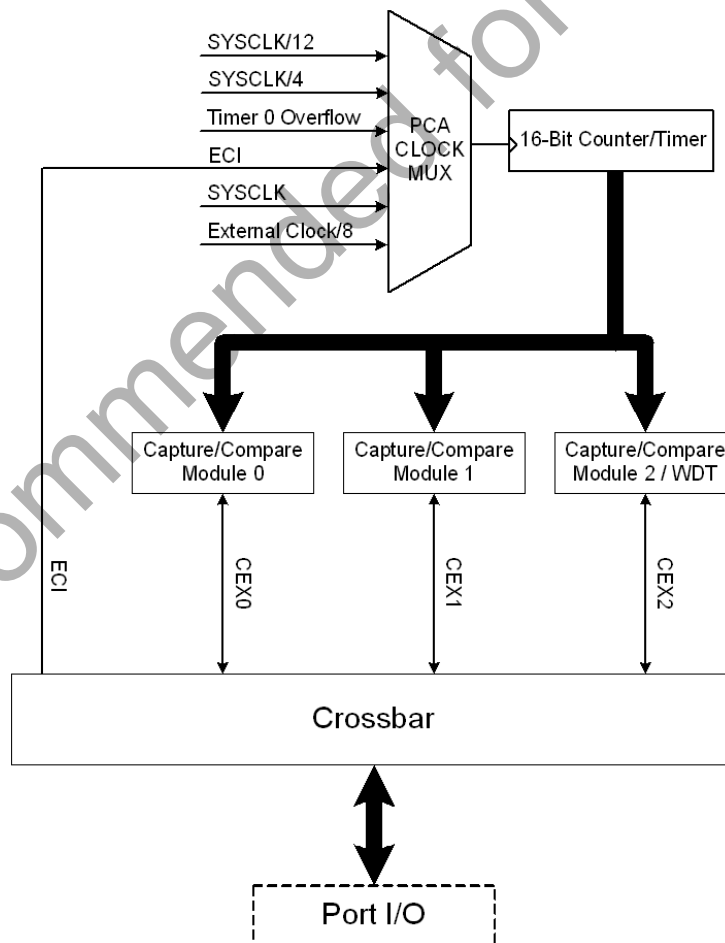 SYSCLK/12
SYSCLK/4
Timer 0 Overflow
ECI
SYSCLK
External Clock/8
PCA
CLOCK
MUX
16-Bit Counter/Timer
Capture/Compare
Module 0
Capture/Compare
Module 1
Capture/Compare
Module 2 / WDT
ECI
CEX0
CEX1
CEX2
Crossbar
Port I/O
ommended for